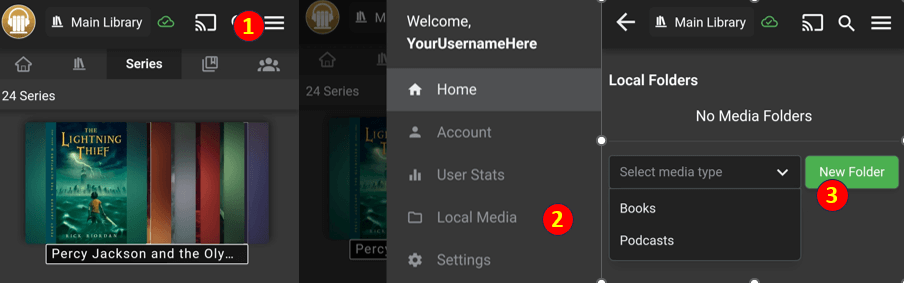 Main Library
1
Series
24 Series
THE
LIGHTNING
THIEF
RICK RIORDAN
Percy Jackson and the Oly...
24 Series
Percy
Welcome,
YourUsernameHere
Home
Account
User Stats
Local Media
2
Settings
Main Library
Local Folders
No Media Folders
Select media type
New Folder
3
Books
Podcasts